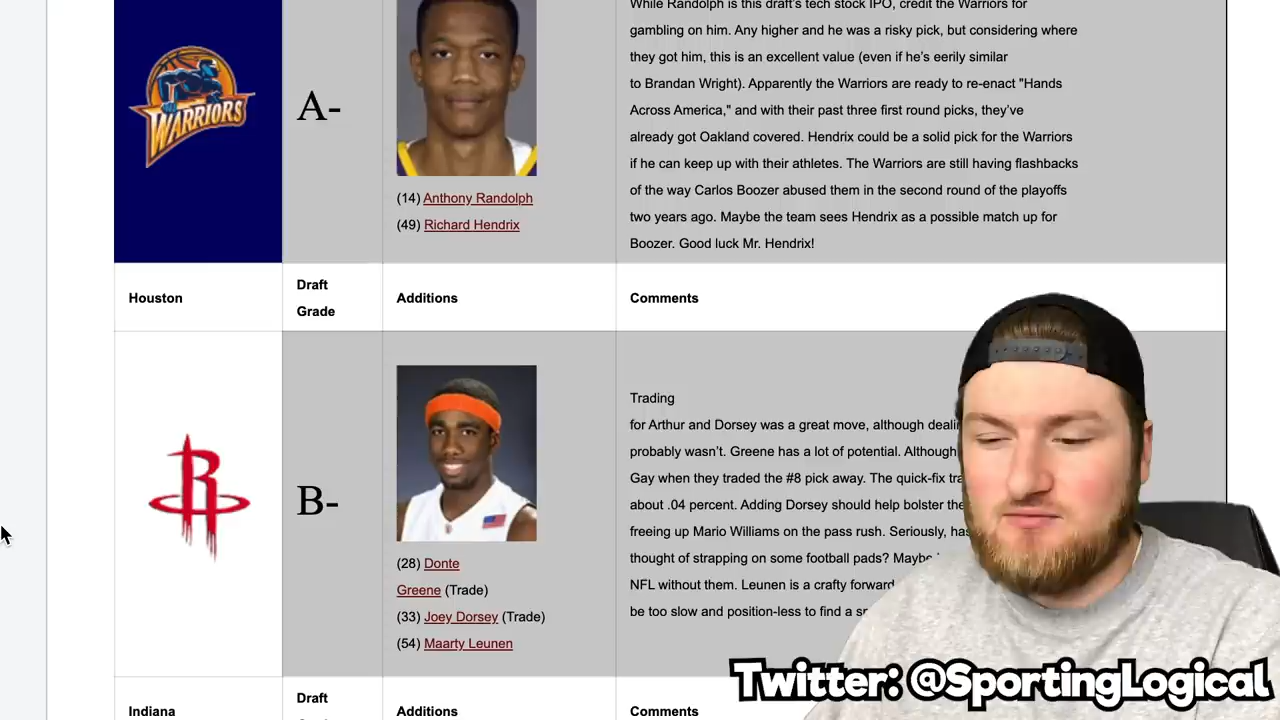 While Randolph is this draft's tech stock IPO, credit the Warriors for
gambling on him. Any higher and he was a risky pick, but considering where
they got him, this is an excellent value (even if he's eerily similar
to Brandan Wright). Apparently the Warriors are ready to re-enact "Hands
Across America," and with their past three first round picks, they've
already got Oakland covered. Hendrix could be a solid pick for the Warriors
if he can keep up with their athletes. The Warriors are still having flashbacks
of the way Carlos Boozer abused them in the second round of the playoffs
two years ago. Maybe the team sees Hendrix as a possible match up for
Boozer. Good luck Mr. Hendrix!
WARRIORS
A-
(14) Anthony Randolph
(49) Richard Hendrix
Houston
Draft
Grade
Additions
Comments
R
B-
(28) Donte
Greene (Trade)
(33) Joey Dorsey (Trade)
(54) Maarty Leunen
Trading
for Arthur and Dorsey was a great move, although
probably wasn't. Greene has a lot of potential. Although
Gay when they traded the #8 pick away. The quick-fix
about .04 percent. Adding Dorsey should help bolster the
freeing up Mario Williams on the pass rush. Seriously,
thought of strapping on some football pads? Maybe
NFL without them. Leunen is a crafty forward
be too slow and position-less to find a
Indiana
Draft
Additions
Comments
Twitter: @SportingLogical